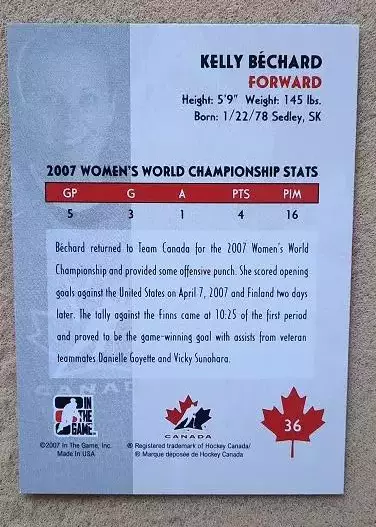 KELLY BÉCHARD
FORWARD
Height: 5'9" Weight: 145 lbs.
Born: 1/22/78 Sedley, SK
2007 WOMEN'S WORLD CHAMPIONSHIP STATS
GP G A PTS PIM
5 3 1 4 16
Béchard returned to Team Canada for the 2007 Women's World
Championship and provided some offensive punch. She scored opening
goals against the United States on April 7, 2007 and Finland two days
later. The tally against the Finns came at 10:25 of the first period
and proved to be the game-winning goal with assists from veteran
teammates Danielle Goyette and Vicky Sunohara.
CANADA
IN
THE
GAME
CANADA
36
©2007 In The Game, Inc.
Made In USA
® Registered trademark of Hockey Canada/
® Marque déposée de Hockey Canada